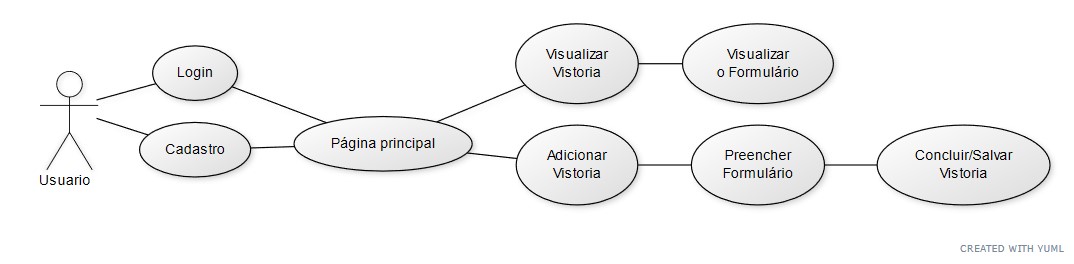 Usuario
Login
Cadastro
Página principal
Visualizar
Vistoria
Visualizar
o Formulário
Adicionar
Vistoria
Preencher
Formulário
Concluir/Salvar
Vistoria
CREATED WITH YUML